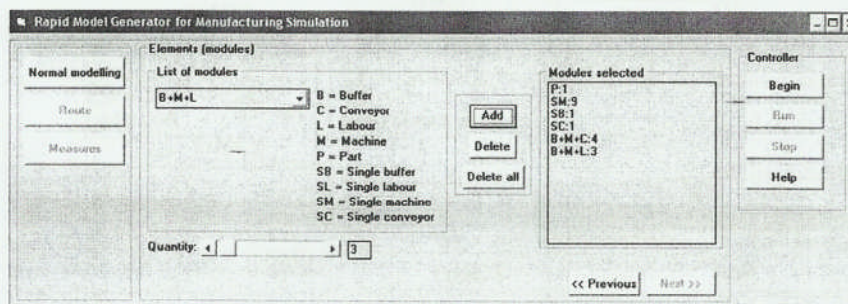 Rapid Model Generator for Manufacturing Simulation
Normal modelling
Route
Measures
Elements (modules)
List of modules
B+M+L
B = Buffer
C = Conveyor
L = Labour
M = Machine
P = Part
SB = Single buffer
SL = Single labour
SM = Single machine
SC = Single conveyor
Quantity:
3
Add
Delete
Delete all
Modules selected
P:1
SM:9
SB:1
SC:1
B+M+C:4
B+M+L:3
<< Previous
Next >>
Controller
Begin
Run
Stop
Help